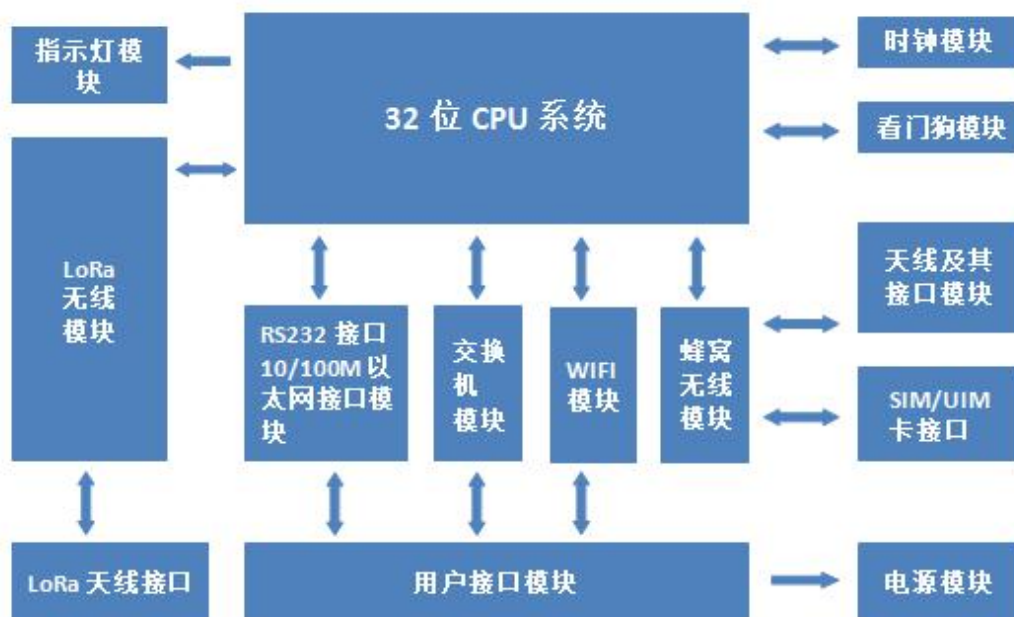 指示灯模
块
32 位 CPU 系统
时钟模块
看门狗模块
LoRa
无线
模块
天线及其
接口模块
RS232 接口
10/100M 以
太网接口模
块
交换
机
模块
WIFI
模块
蜂窝
无线
模块
SIM/UIM
卡接口
LoRa 天线接口
用户接口模块
电源模块